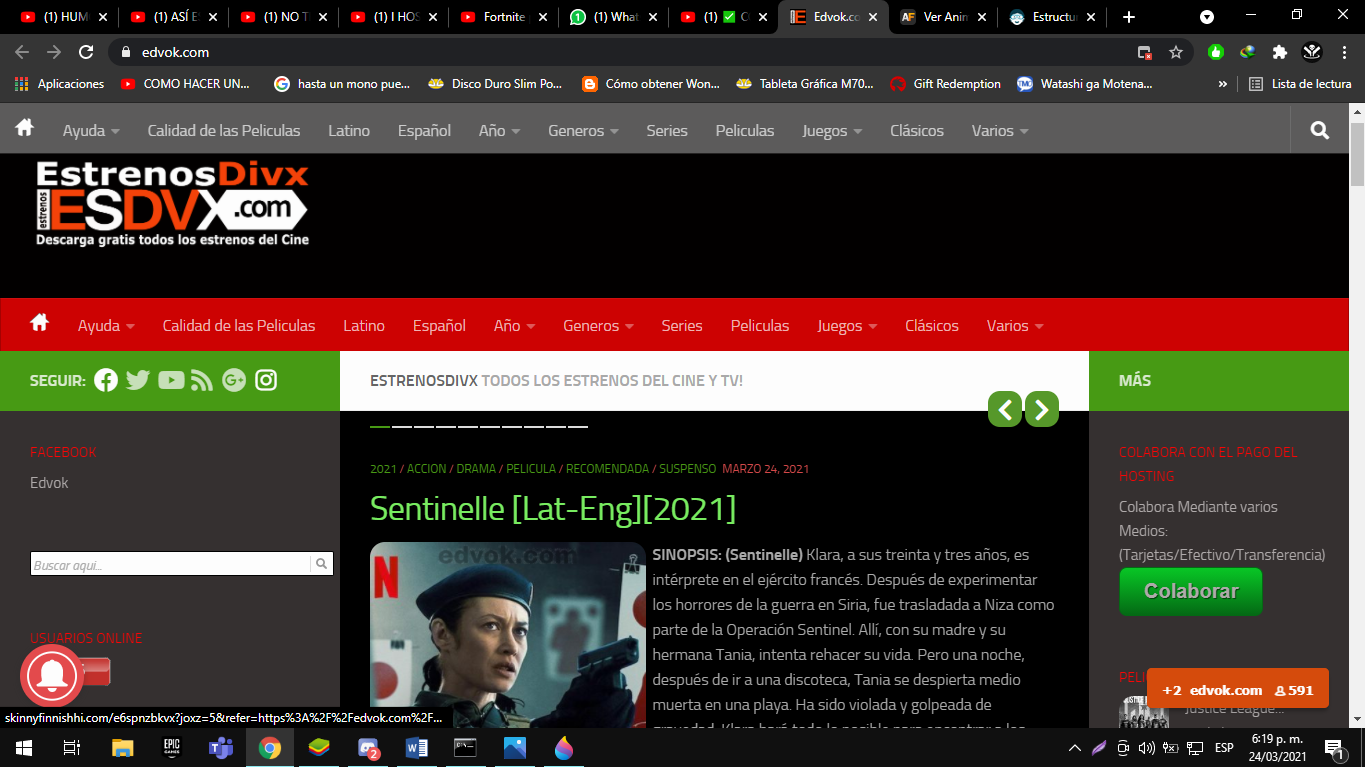 (1) HUM
(1) ASÍ E
(1) NO T
(1) I HOS
Fortnite
(1) What
(1) ✅ C
Edvok.co
Ver Anin
Estructu
edvok.com
Aplicaciones
COMO HACER UN...
hasta un mono pue...
Disco Duro Slim Po...
Cómo obtener Won...
Tableta Gráfica M70...
Gift Redemption
Watashi ga Motena...
»
Lista de lectura
Ayuda Calidad de las Peliculas Latino Español Año Generos Series Peliculas Juegos Clásicos Varios
EstrenosDivx
estrenos ESDVx.com
Descarga gratis todos los estrenos del Cine
Ayuda Calidad de las Peliculas Latino Español Año Generos Series Peliculas Juegos Clásicos Varios
SEGUIR:
ESTRENOSDIVX TODOS LOS ESTRENOS DEL CINE Y TV!
MÁS
FACEBOOK
Edvok
Buscar aqui...
USUARIOS ONLINE
2021 / ACCION / DRAMA / PELICULA / RECOMENDADA / SUSPENSO MARZO 24, 2021
Sentinelle [Lat-Eng][2021]
edvok.com
N
SINOPSIS: (Sentinelle) Klara, a sus treinta y tres años, es
intérprete en el ejército francés. Después de experimentar
los horrores de la guerra en Siria, fue trasladada a Niza como
parte de la Operación Sentinel. Allí, con su madre y su
hermana Tania, intenta rehacer su vida. Pero una noche,
después de ir a una discoteca, Tania se despierta medio
muerta en una playa. Ha sido violada y golpeada de
COLABORA CON EL PAGO DEL
HOSTING
Colabora Mediante varios
Medios:
(Tarjetas/Efectivo/Transferencia)
Colaborar
PELI
+2 edvok.com 591
Justice League...
skinnyfinnishhi.com/e6spnzbkvx?joxz=5&refer=https%3A%2F%2Fedvok.com%2F...
EPIC
GAMES
2
ESP
6:19 p. m.
24/03/2021
1